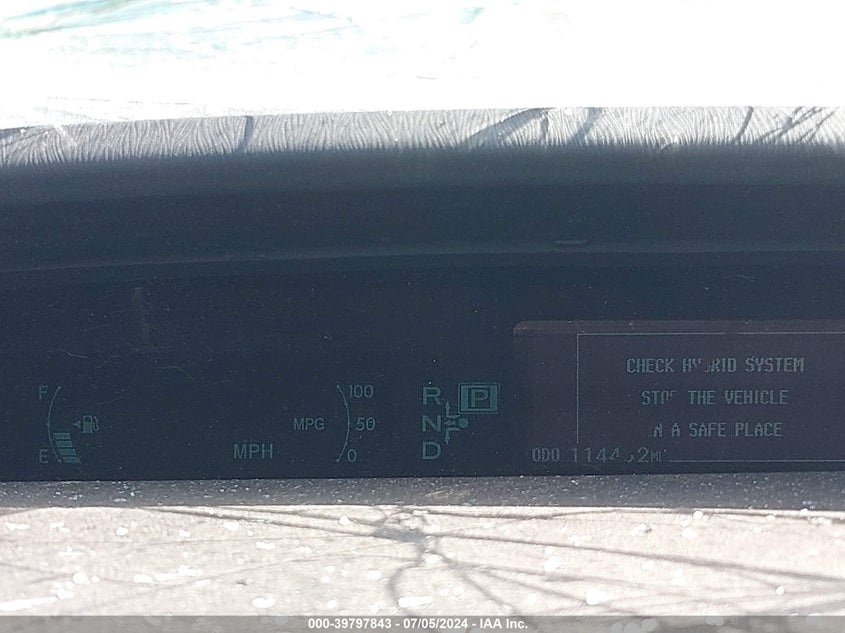 CHECK HYBRID SYSTEM
STOP THE VEHICLE
A SAFE PLACE
F
E
MPH
MPG
100
50
0
R
N
D
P
ODO
000-39797843 / 07/05/2024 - IAA Inc.